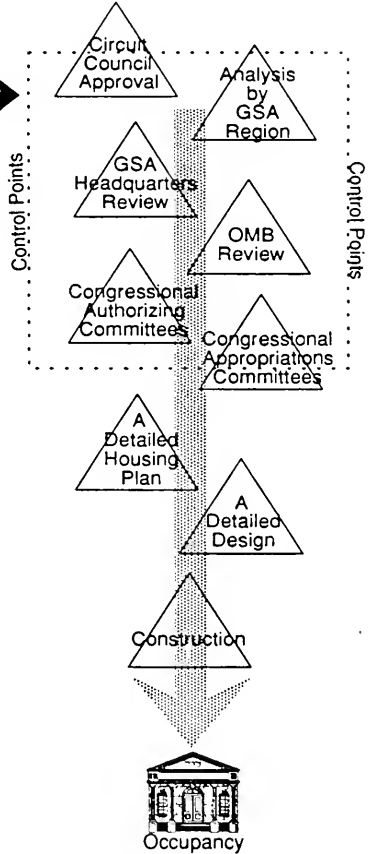 Circuit
Council
Approval
Analysis
by
GSA
Region
Control Points
Control Points
GSA
Headquarters
Review
OMB
Review
Congressional
Authorizing
Committees
Congressional
Appropriations
Committees
A
Detailed
Housing
Plan
A
Detailed
Design
Construction
Occupancy